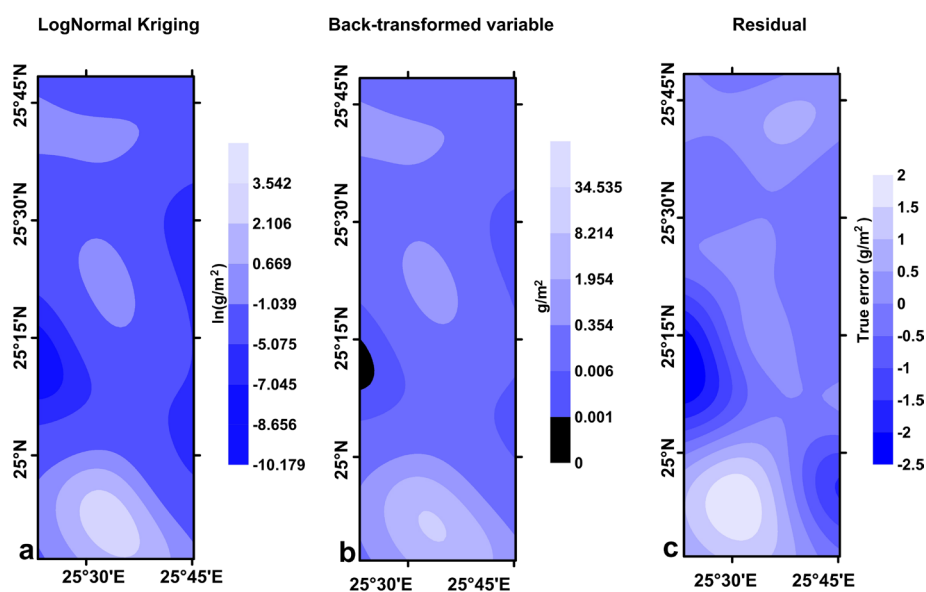 LogNormal Kriging
Back-transformed variable
Residual
25°45'N
25°30'N
25°15'N
25°N
25°30'E
25°45'E
a
ln(g/m²)
3.542
2.106
0.669
-1.039
-5.075
-7.045
-8.656
-10.179
25°45'N
25°30'N
25°15'N
25°N
25°30'E
25°45'E
b
g/m²
34.535
8.214
1.954
0.354
0.006
0.001
0
25°45'N
25°30'N
25°15'N
25°N
25°30'E
25°45'E
c
True error (g/m²)
2
1.5
1
0.5
0
-0.5
-1
-1.5
-2
-2.5